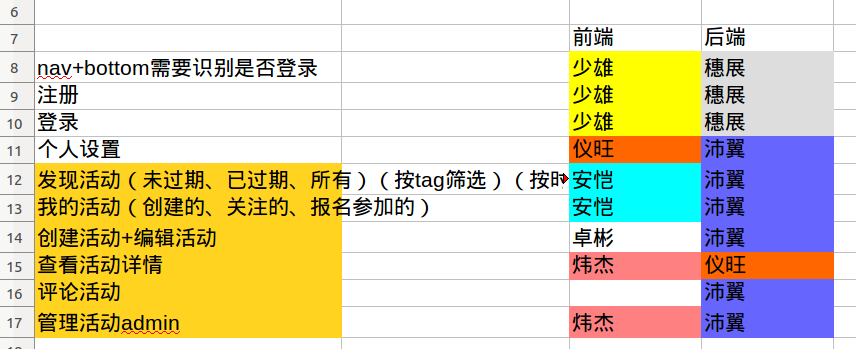 6
7 前端 后端
8 nav+bottom需要识别是否登录 少雄 穗展
9 注册 少雄 穗展
10 登录 少雄 穗展
11 个人设置 仪旺 沛翼
12 发现活动（未过期、已过期、所有）（按tag筛选）（按时 安恺 沛翼
13 我的活动（创建的、关注的、报名参加的） 安恺 沛翼
14 创建活动+编辑活动 卓彬 沛翼
15 查看活动详情 炜杰 仪旺
16 评论活动 沛翼
17 管理活动admin 炜杰 沛翼